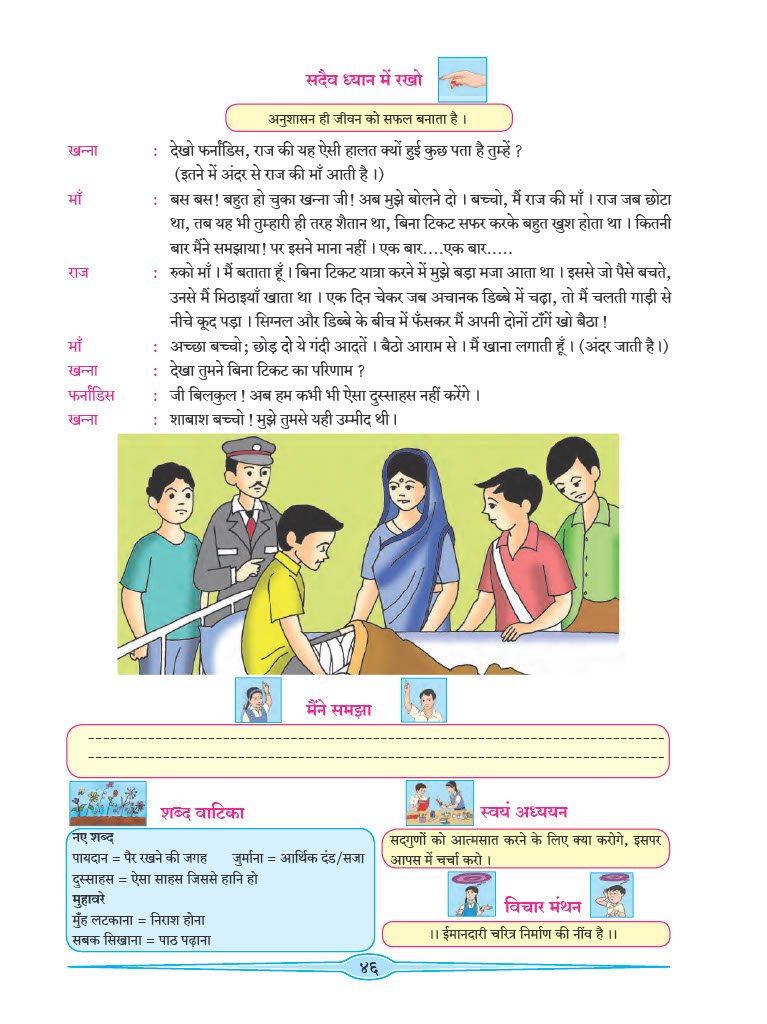 सदैव ध्यान में रखो
अनुशासन ही जीवन को सफल बनाता है ।
खन्ना : देखो फर्नांडिस, राज की यह ऐसी हालत क्यों हुई कुछ पता है तुम्हें ?
(इतने में अंदर से राज की माँ आती है ।)
माँ : बस बस! बहुत हो चुका खन्ना जी! अब मुझे बोलने दो । बच्चो, मैं राज की माँ । राज जब छोटा
था, तब यह भी तुम्हारी ही तरह शैतान था, बिना टिकट सफर करके बहुत खुश होता था । कितनी
बार मैंने समझाया! पर इसने माना नहीं । एक बार....एक बार.....
राज : रुको माँ । मैं बताता हूँ । बिना टिकट यात्रा करने में मुझे बड़ा मजा आता था । इससे जो पैसे बचते,
उनसे मैं मिठाइयाँ खाता था । एक दिन चेकर जब अचानक डिब्बे में चढ़ा, तो मैं चलती गाड़ी से
नीचे कूद पड़ा । सिग्नल और डिब्बे के बीच में फँसकर मैं अपनी दोनों टाँगें खो बैठा !
माँ : अच्छा बच्चो; छोड़ दो ये गंदी आदतें । बैठो आराम से । मैं खाना लगाती हूँ । (अंदर जाती है।)
खन्ना : देखा तुमने बिना टिकट का परिणाम ?
फर्नांडिस : जी बिलकुल ! अब हम कभी भी ऐसा दुस्साहस नहीं करेंगे ।
खन्ना : शाबाश बच्चो ! मुझे तुमसे यही उम्मीद थी ।
मैंने समझा
शब्द वाटिका
नए शब्द
पायदान = पैर रखने की जगह जुर्माना = आर्थिक दंड/सजा
दुस्साहस = ऐसा साहस जिससे हानि हो
मुहावरे
मुँह लटकाना = निराश होना
सबक सिखाना = पाठ पढ़ाना
स्वयं अध्ययन
सदगुणों को आत्मसात करने के लिए क्या करोगे, इसपर
आपस में चर्चा करो ।
विचार मंथन
।। ईमानदारी चरित्र निर्माण की नींव है ।।
४६